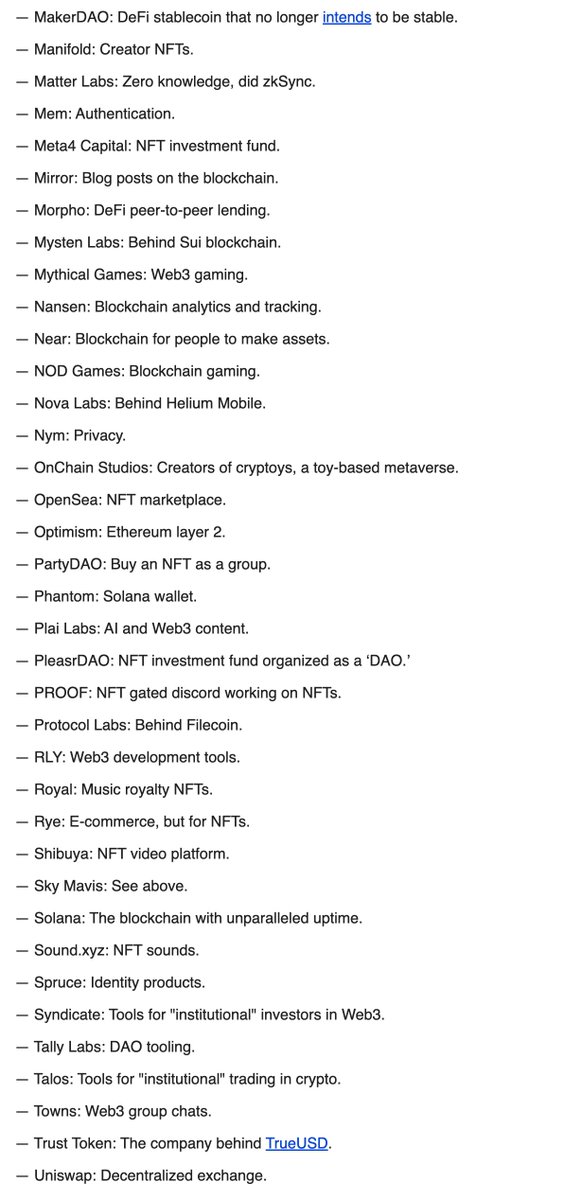 — MakerDAO: DeFi stablecoin that no longer intends to be stable.
— Manifold: Creator NFTs.
— Matter Labs: Zero knowledge, did zkSync.
— Mem: Authentication.
— Meta4 Capital: NFT investment fund.
— Mirror: Blog posts on the blockchain.
— Morpho: DeFi peer-to-peer lending.
— Mysten Labs: Behind Sui blockchain.
— Mythical Games: Web3 gaming.
— Nansen: Blockchain analytics and tracking.
— Near: Blockchain for people to make assets.
— NOD Games: Blockchain gaming.
— Nova Labs: Behind Helium Mobile.
— Nym: Privacy.
— OnChain Studios: Creators of cryptoys, a toy-based metaverse.
— OpenSea: NFT marketplace.
— Optimism: Ethereum layer 2.
— PartyDAO: Buy an NFT as a group.
— Phantom: Solana wallet.
— Plai Labs: AI and Web3 content.
— PleasrDAO: NFT investment fund organized as a ‘DAO.’
— PROOF: NFT gated discord working on NFTs.
— Protocol Labs: Behind Filecoin.
— RLY: Web3 development tools.
— Royal: Music royalty NFTs.
— Rye: E-commerce, but for NFTs.
— Shibuya: NFT video platform.
— Sky Mavis: See above.
— Solana: The blockchain with unparalleled uptime.
— Sound.xyz: NFT sounds.
— Spruce: Identity products.
— Syndicate: Tools for "institutional" investors in Web3.
— Tally Labs: DAO tooling.
— Talos: Tools for "institutional" trading in crypto.
— Towns: Web3 group chats.
— Trust Token: The company behind TrueUSD.
— Uniswap: Decentralized exchange.